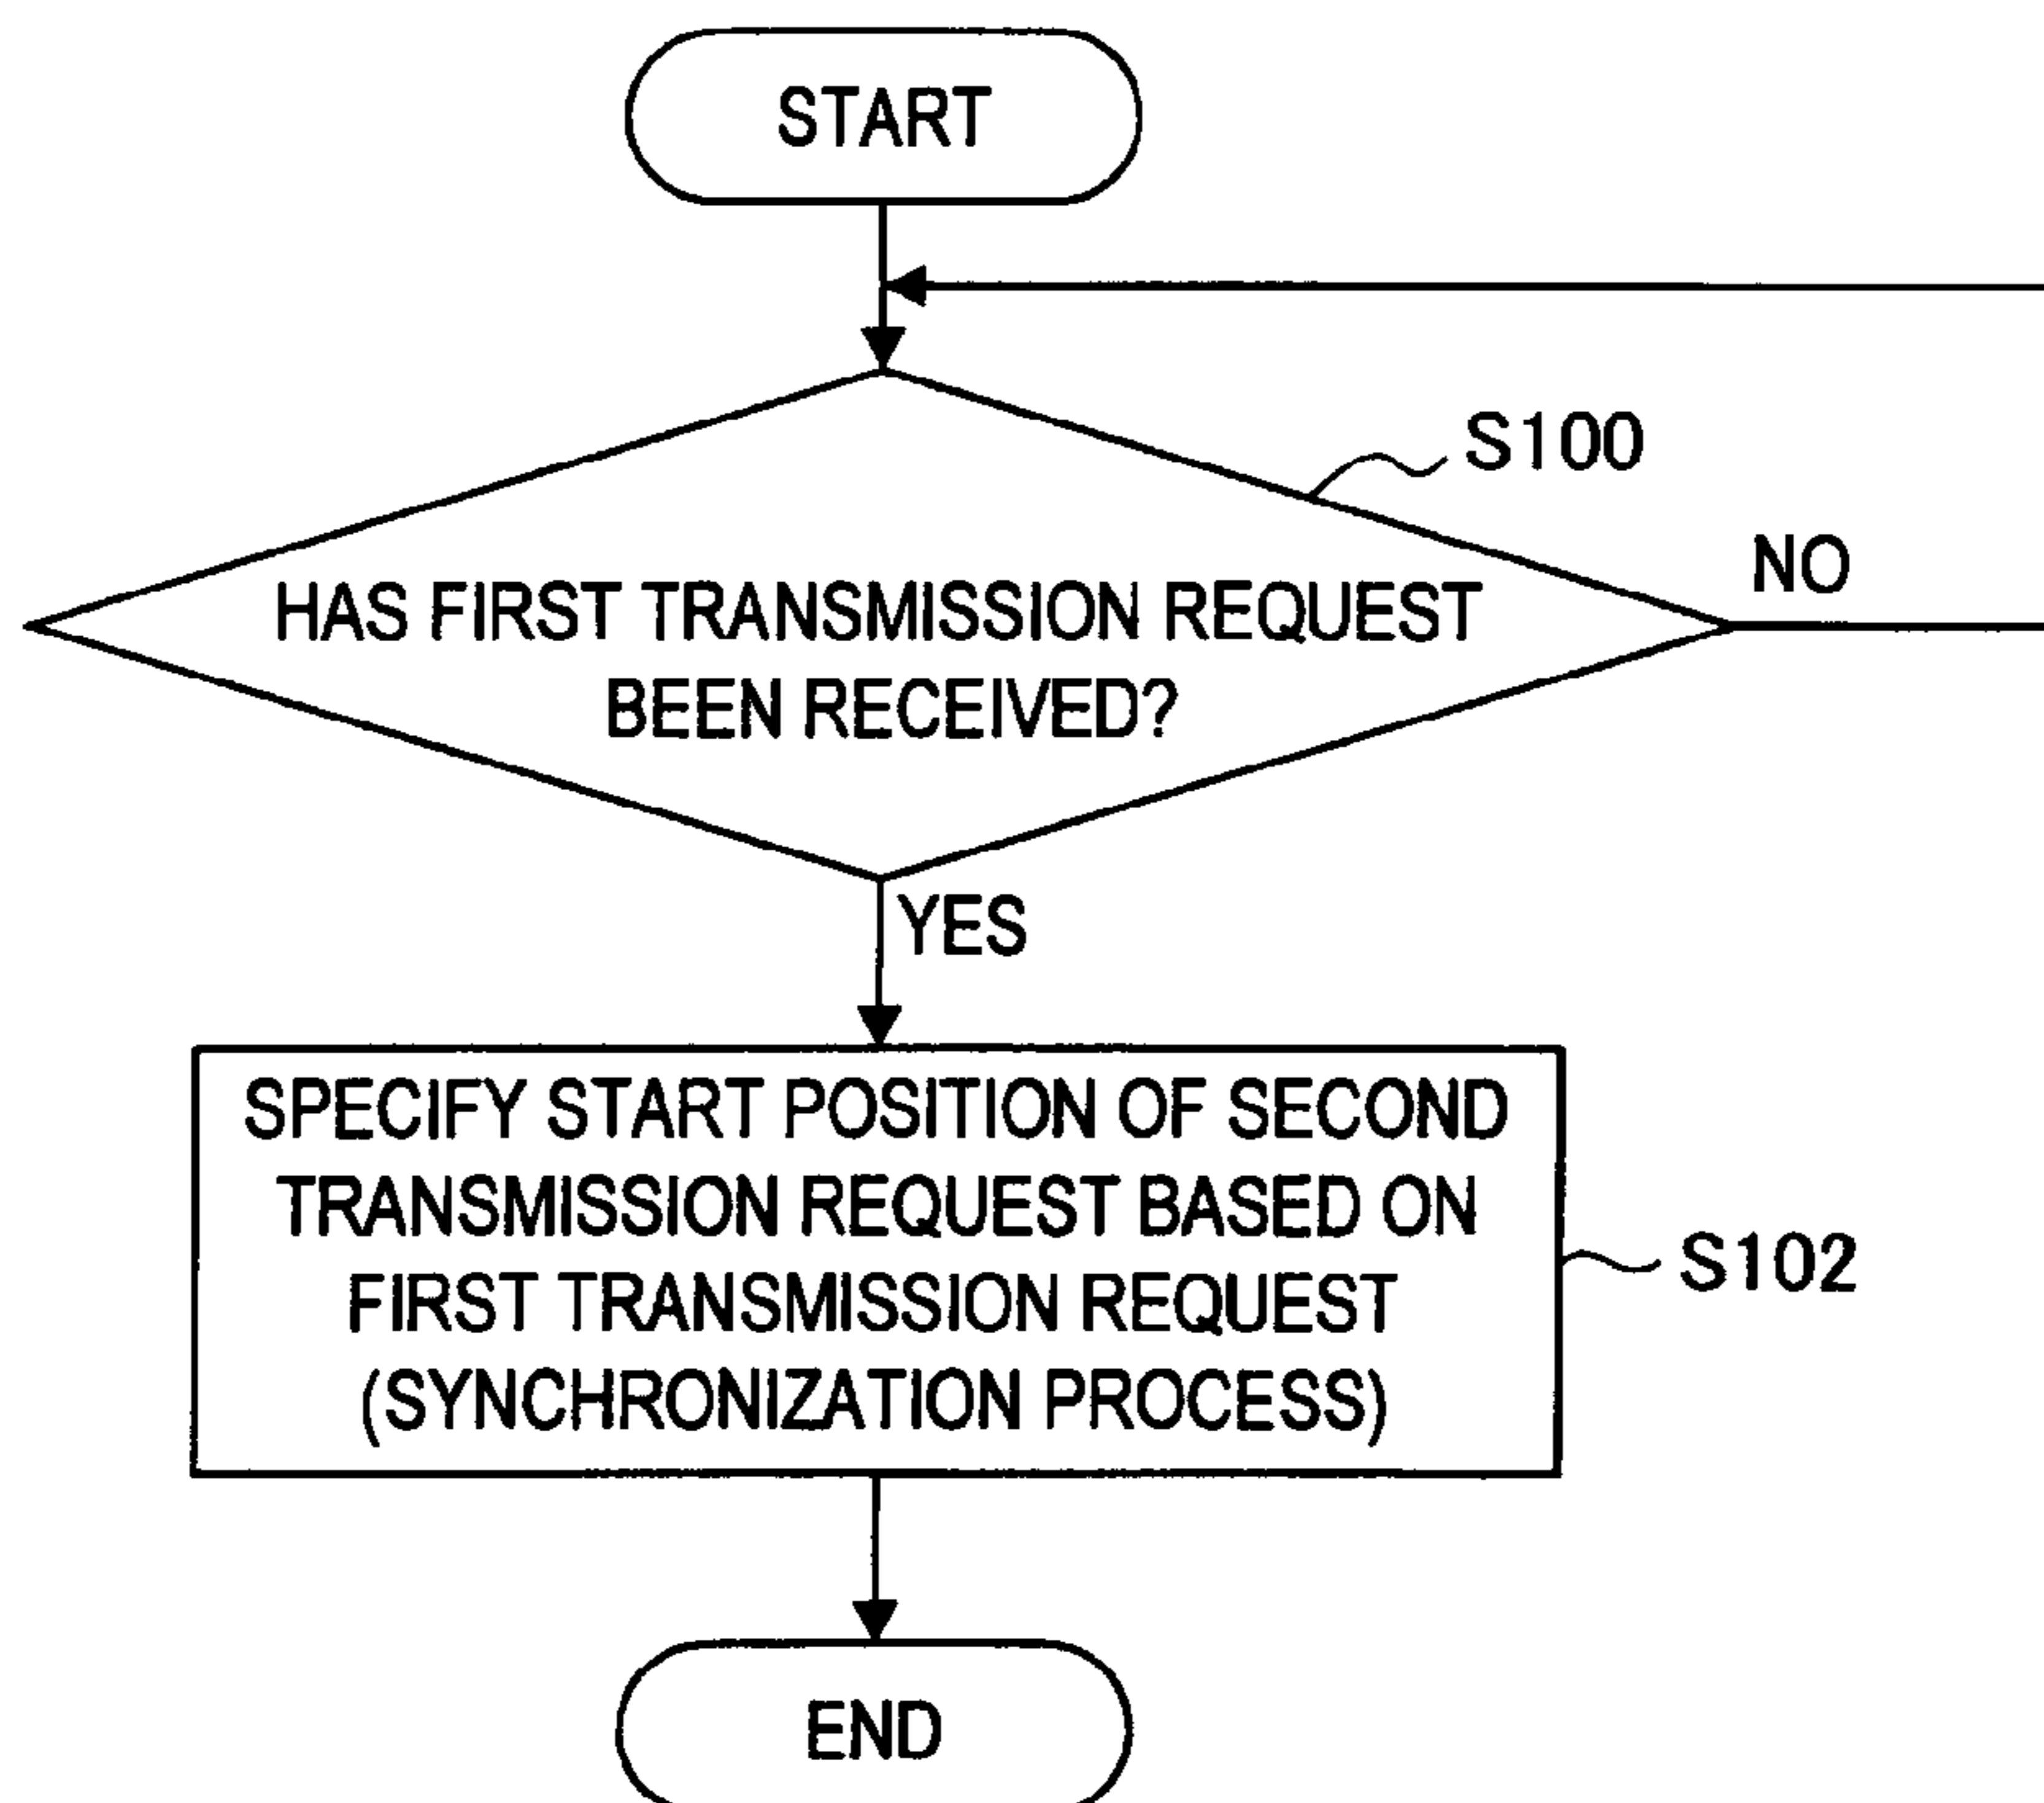 START
S100
NO
HAS FIRST TRANSMISSION REQUEST
BEEN RECEIVED?
YES
SPECIFY START POSITION OF SECOND
TRANSMISSION REQUEST BASED ON
FIRST TRANSMISSION REQUEST
(SYNCHRONIZATION PROCESS)
S102
END